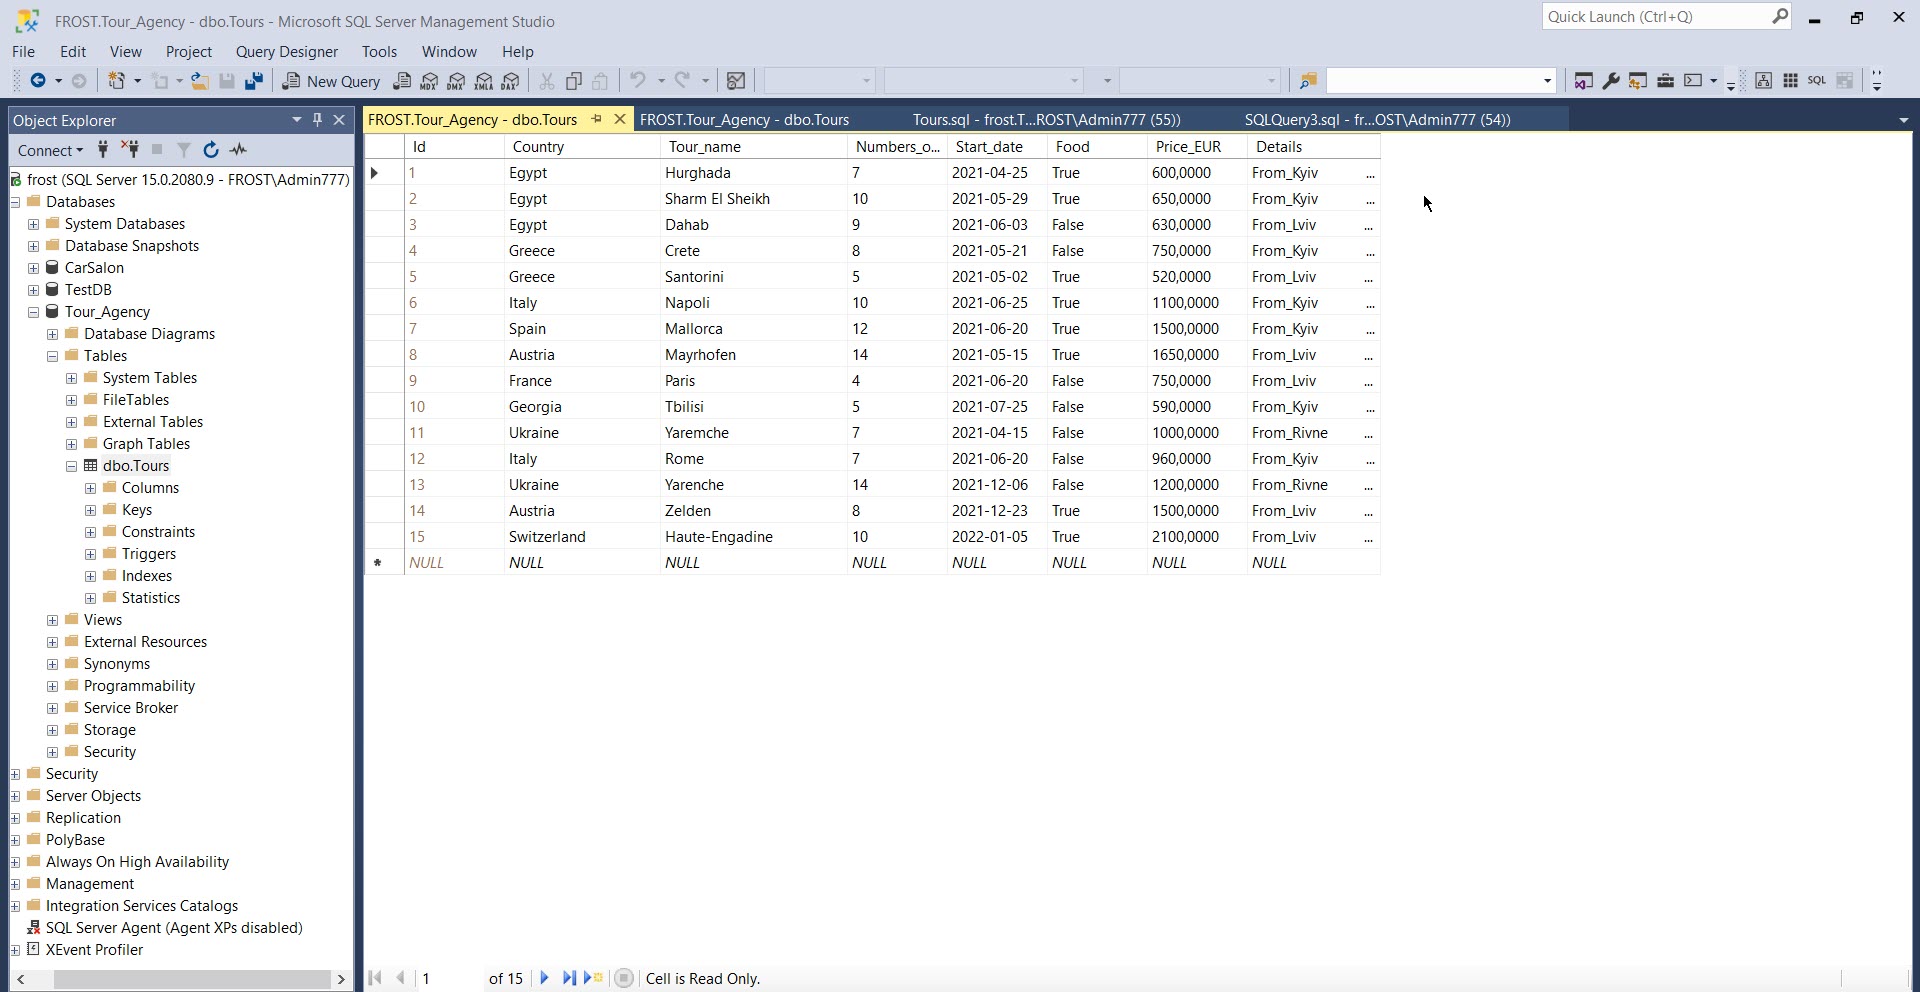 FROST.Tour_Agency - dbo.Tours - Microsoft SQL Server Management Studio
Quick Launch (Ctrl+Q)
File Edit View Project Query Designer Tools Window Help
New Query MDX DMX XMLA DAX SQL
Object Explorer
Connect
frost (SQL Server 15.0.2080.9 - FROST\Admin777)
Databases
System Databases
Database Snapshots
CarSalon
TestDB
Tour_Agency
Database Diagrams
Tables
System Tables
FileTables
External Tables
Graph Tables
dbo.Tours
Columns
Keys
Constraints
Triggers
Indexes
Statistics
Views
External Resources
Synonyms
Programmability
Service Broker
Storage
Security
Security
Server Objects
Replication
PolyBase
Always On High Availability
Management
Integration Services Catalogs
SQL Server Agent (Agent XPs disabled)
XEvent Profiler
FROST.Tour_Agency - dbo.Tours FROST.Tour_Agency - dbo.Tours Tours.sql - frost.T...ROST\Admin777 (55)) SQLQuery3.sql - fr...OST\Admin777 (54))
Id Country Tour_name Numbers_o... Start_date Food Price_EUR Details
1 Egypt Hurghada 7 2021-04-25 True 600,0000 From_Kyiv ...
2 Egypt Sharm El Sheikh 10 2021-05-29 True 650,0000 From_Kyiv ...
3 Egypt Dahab 9 2021-06-03 False 630,0000 From_Lviv ...
4 Greece Crete 8 2021-05-21 False 750,0000 From_Kyiv ...
5 Greece Santorini 5 2021-05-02 True 520,0000 From_Lviv ...
6 Italy Napoli 10 2021-06-25 True 1100,0000 From_Kyiv ...
7 Spain Mallorca 12 2021-06-20 True 1500,0000 From_Kyiv ...
8 Austria Mayrhofen 14 2021-05-15 True 1650,0000 From_Lviv ...
9 France Paris 4 2021-06-20 False 750,0000 From_Lviv ...
10 Georgia Tbilisi 5 2021-07-25 False 590,0000 From_Kyiv ...
11 Ukraine Yaremche 7 2021-04-15 False 1000,0000 From_Rivne ...
12 Italy Rome 7 2021-06-20 False 960,0000 From_Kyiv ...
13 Ukraine Yarenche 14 2021-12-06 False 1200,0000 From_Rivne ...
14 Austria Zelden 8 2021-12-23 True 1500,0000 From_Lviv ...
15 Switzerland Haute-Engadine 10 2022-01-05 True 2100,0000 From_Lviv ...
* NULL NULL NULL NULL NULL NULL NULL NULL
1 of 15 Cell is Read Only.